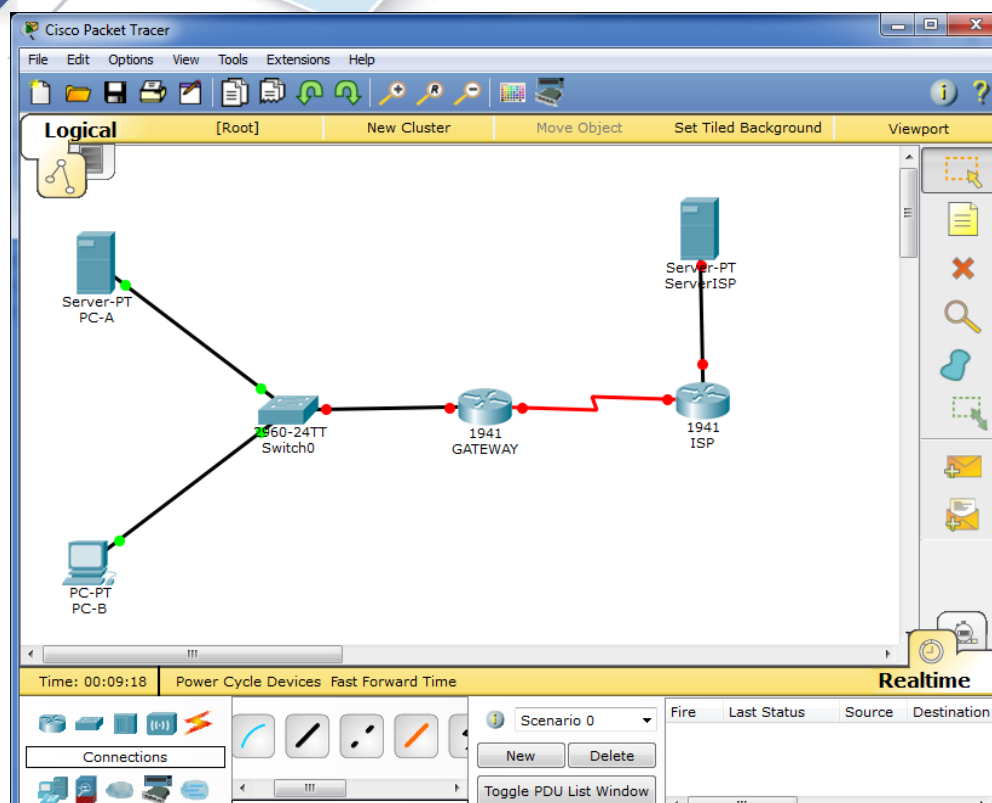 Cisco Packet Tracer
File Edit Options View Tools Extensions Help
Logical [Root] New Cluster Move Object Set Tiled Background Viewport
Server-PT
PC-A
Server-PT
ServerISP
2960-24TT
Switch0
1941
GATEWAY
1941
ISP
PC-PT
PC-B
Time: 00:09:18 Power Cycle Devices Fast Forward Time Realtime
Scenario 0 Fire Last Status Source Destination
Connections
New Delete
Toggle PDU List Window